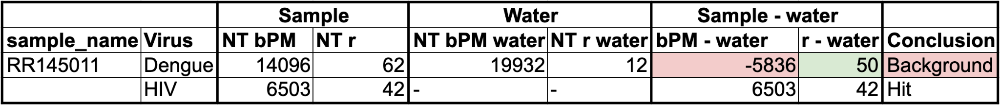 Sample Water Sample - water
sample_name Virus NT bPM NT r NT bPM water NT r water bPM - water r - water Conclusion
RR145011 Dengue 14096 62 19932 12 -5836 50 Background
HIV 6503 42 - - 6503 42 Hit